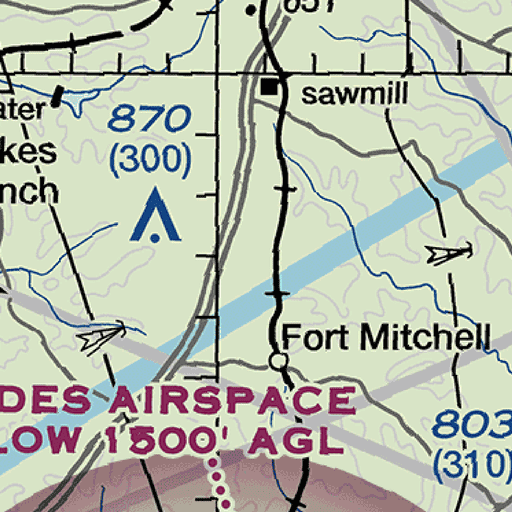 651
sawmill
ater
870
(300)
kes
nch
Fort Mitchell
DES AIRSPACE
LOW 1500' AGL
803
(310)